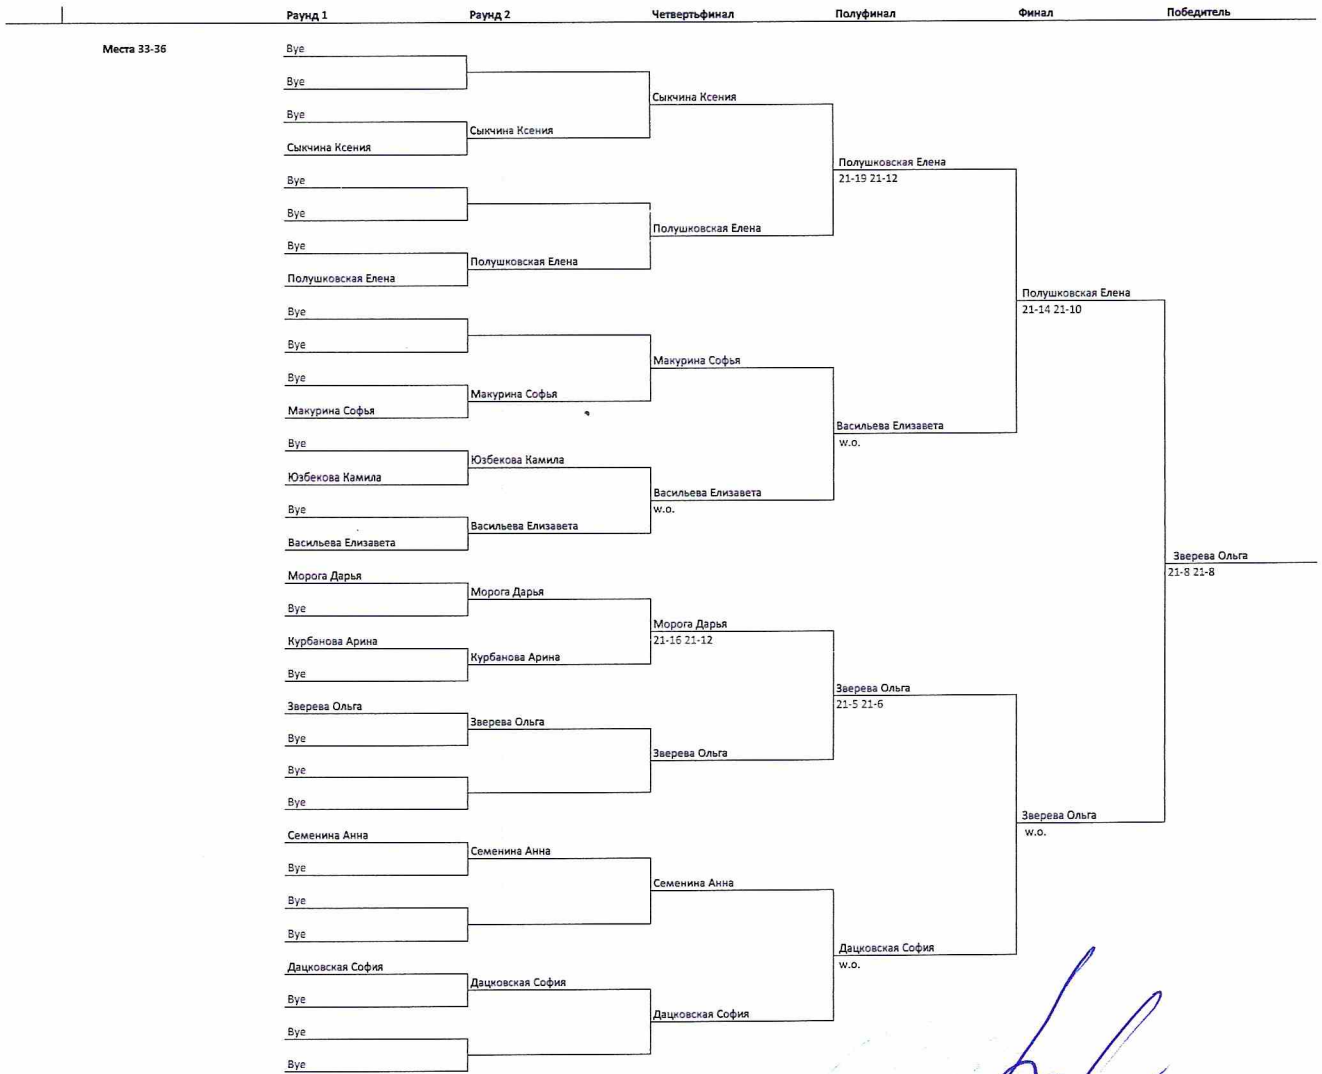 Раунд 1 Раунд 2 Четвертьфинал Полуфинал Финал Победитель
Места 33-36
Bye
Bye
Сыкчина Ксения
Bye
Сыкчина Ксения
Сыкчина Ксения
Полушковская Елена
21-19 21-12
Bye
Bye
Полушковская Елена
Bye
Полушковская Елена
Полушковская Елена
Полушковская Елена
21-14 21-10
Bye
Bye
Макурина Софья
Bye
Макурина Софья
Макурина Софья
Васильева Елизавета
w.o.
Bye
Юзбекова Камила
Юзбекова Камила
Васильева Елизавета
w.o.
Bye
Васильева Елизавета
Васильева Елизавета
Зверева Ольга
21-8 21-8
Морога Дарья
Морога Дарья
Bye
Морога Дарья
21-16 21-12
Курбанова Арина
Курбанова Арина
Bye
Зверева Ольга
21-5 21-6
Зверева Ольга
Зверева Ольга
Bye
Зверева Ольга
Bye
Bye
Зверева Ольга
w.o.
Семенина Анна
Семенина Анна
Bye
Семенина Анна
Bye
Bye
Дацковская София
w.o.
Дацковская София
Дацковская София
Bye
Дацковская София
Bye
Bye